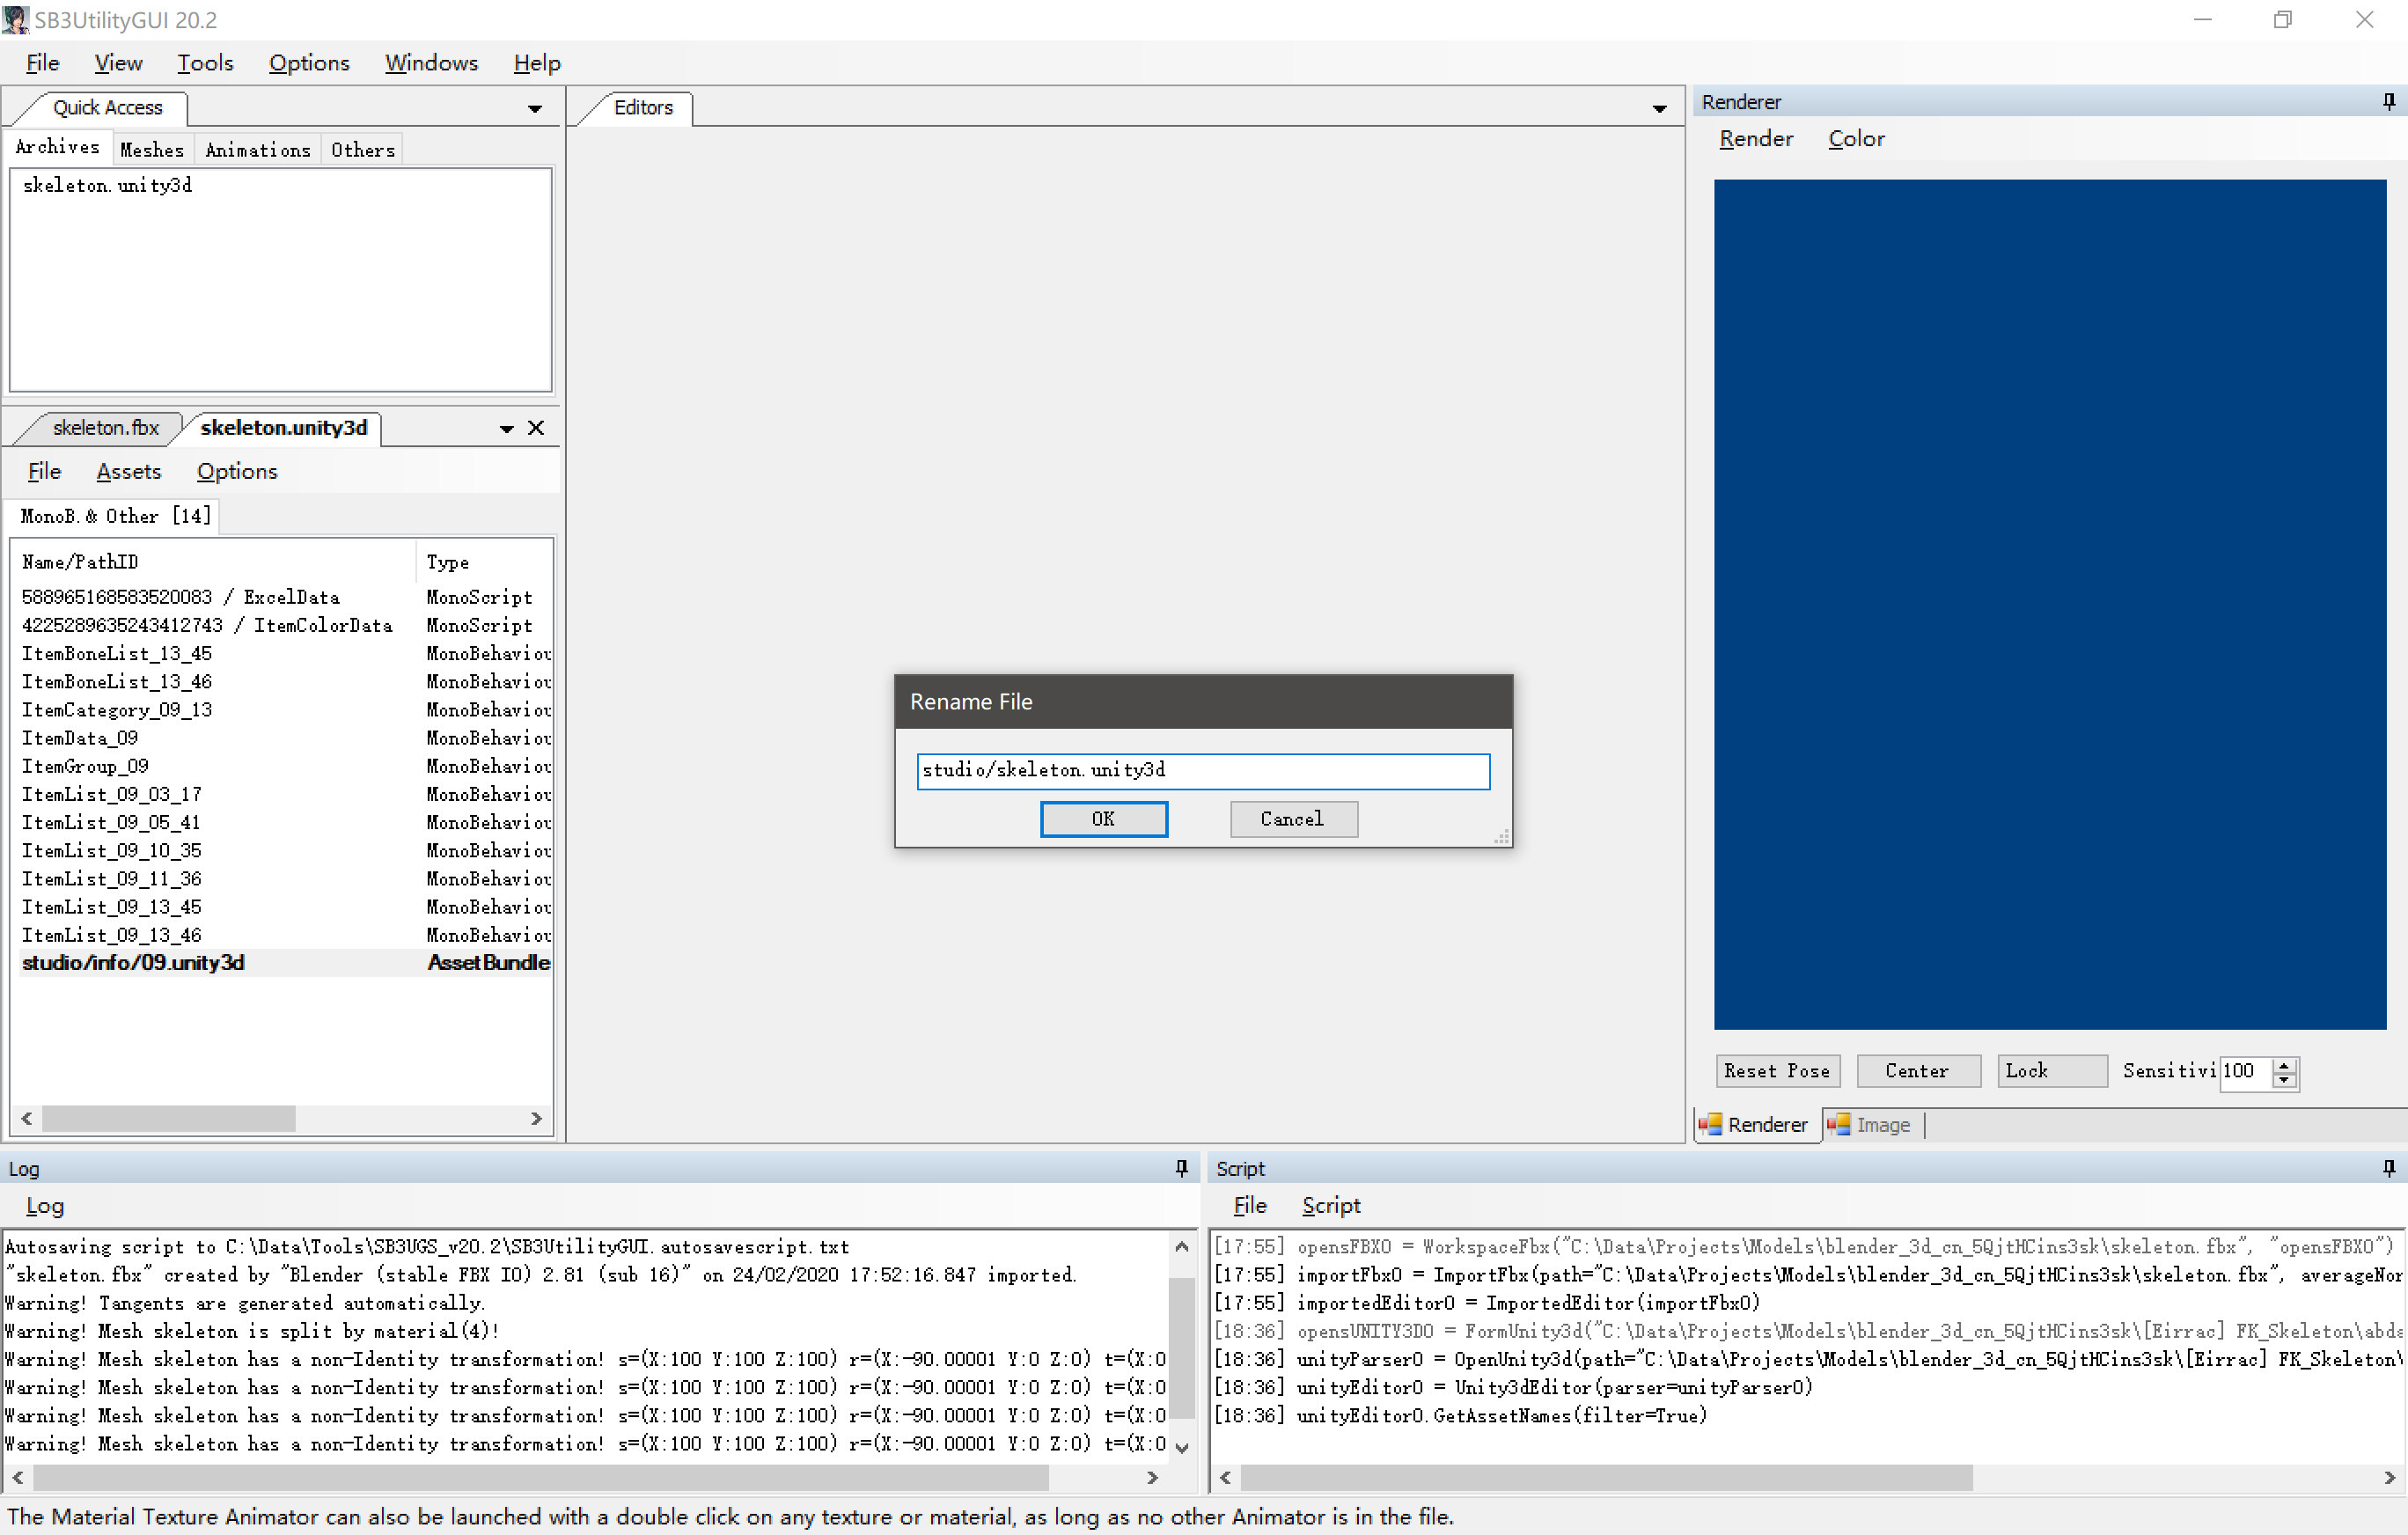 SB3UtilityGUI 20.2
File View Tools Options Windows Help
Quick Access
Archives Meshes Animations Others
skeleton.unity3d
skeleton.fbx skeleton.unity3d
File Assets Options
MonoB.& Other [14]
Name/PathID Type
588965168583520083 / ExcelData MonoScript
4225289635243412743 / ItemColorData MonoScript
ItemBoneList_13_45 MonoBehaviou
ItemBoneList_13_46 MonoBehaviou
ItemCategory_09_13 MonoBehaviou
ItemData_09 MonoBehaviou
ItemGroup_09 MonoBehaviou
ItemList_09_03_17 MonoBehaviou
ItemList_09_05_41 MonoBehaviou
ItemList_09_10_35 MonoBehaviou
ItemList_09_11_36 MonoBehaviou
ItemList_09_13_45 MonoBehaviou
ItemList_09_13_46 MonoBehaviou
studio/info/09.unity3d AssetBundle
Editors
Rename File
studio/skeleton.unity3d
OK Cancel
Renderer
Render Color
Reset Pose Center Lock Sensitivi 100
Renderer Image
Log
Log
Autosaving script to C:\Data\Tools\SB3UGS_v20.2\SB3UtilityGUI.autosavescript.txt
"skeleton.fbx" created by "Blender (stable FBX IO) 2.81 (sub 16)" on 24/02/2020 17:52:16.847 imported.
Warning! Tangents are generated automatically.
Warning! Mesh skeleton is split by material(4)!
Warning! Mesh skeleton has a non-Identity transformation! s=(X:100 Y:100 Z:100) r=(X:-90.00001 Y:0 Z:0) t=(X:0
Warning! Mesh skeleton has a non-Identity transformation! s=(X:100 Y:100 Z:100) r=(X:-90.00001 Y:0 Z:0) t=(X:0
Warning! Mesh skeleton has a non-Identity transformation! s=(X:100 Y:100 Z:100) r=(X:-90.00001 Y:0 Z:0) t=(X:0
Warning! Mesh skeleton has a non-Identity transformation! s=(X:100 Y:100 Z:100) r=(X:-90.00001 Y:0 Z:0) t=(X:0
Script
File Script
[17:55] opensFBX0 = WorkspaceFbx("C:\Data\Projects\Models\blender_3d_cn_5QjtHCins3sk\skeleton.fbx", "opensFBX0")
[17:55] importFbx0 = ImportFbx(path="C:\Data\Projects\Models\blender_3d_cn_5QjtHCins3sk\skeleton.fbx", averageNor
[17:55] importedEditor0 = ImportedEditor(importFbx0)
[18:36] opensUNITY3D0 = FormUnity3d("C:\Data\Projects\Models\blender_3d_cn_5QjtHCins3sk\[Eirrac] FK_Skeleton\abda
[18:36] unityParser0 = OpenUnity3d(path="C:\Data\Projects\Models\blender_3d_cn_5QjtHCins3sk\[Eirrac] FK_Skeleton\
[18:36] unityEditor0 = Unity3dEditor(parser=unityParser0)
[18:36] unityEditor0.GetAssetNames(filter=True)
The Material Texture Animator can also be launched with a double click on any texture or material, as long as no other Animator is in the file.